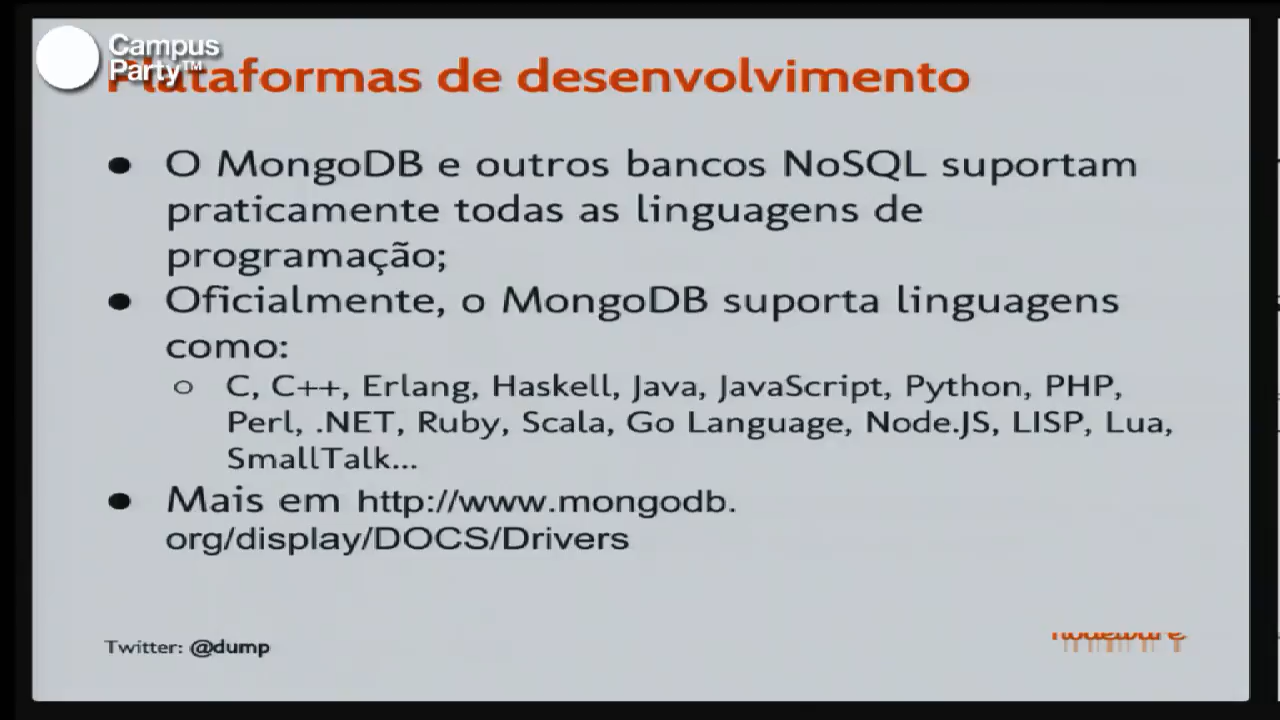 Campus
Party™
Plataformas de desenvolvimento
● O MongoDB e outros bancos NoSQL suportam
praticamente todas as linguagens de
programação;
● Oficialmente, o MongoDB suporta linguagens
como:
○ C, C++, Erlang, Haskell, Java, JavaScript, Python, PHP,
Perl, .NET, Ruby, Scala, Go Language, Node.JS, LISP, Lua,
SmallTalk...
● Mais em http://www.mongodb.
org/display/DOCS/Drivers
Twitter: @dump